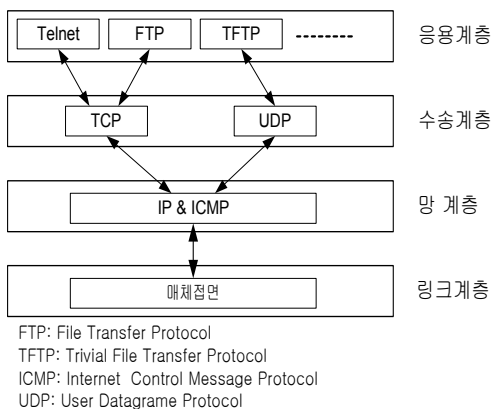 Telnet FTP TFTP -------- 응용계층
TCP UDP 수송계층
IP & ICMP 망 계층
매체접면 링크계층
FTP: File Transfer Protocol
TFTP: Trivial File Transfer Protocol
ICMP: Internet Control Message Protocol
UDP: User Datagrame Protocol